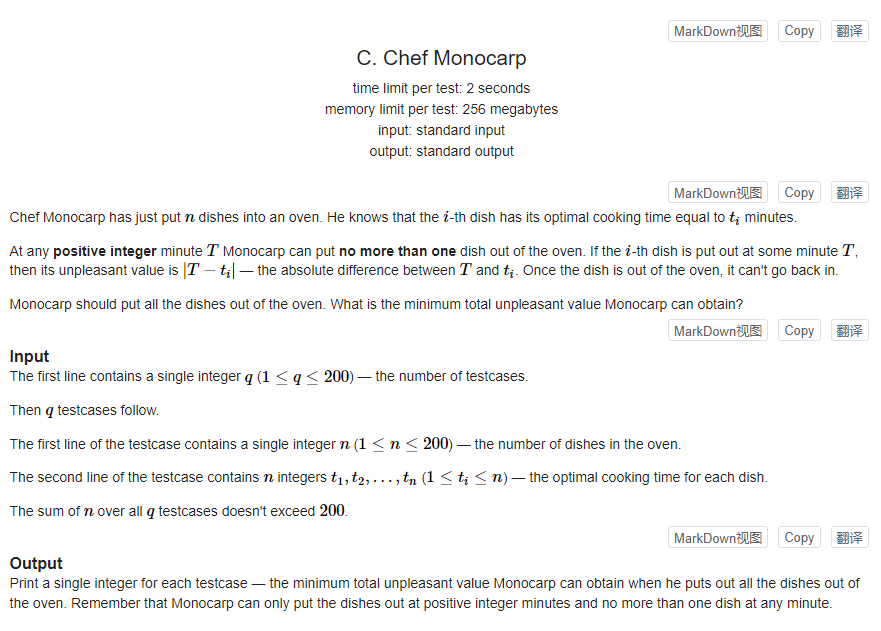 MarkDown视图 Copy 翻译
C. Chef Monocarp
time limit per test: 2 seconds
memory limit per test: 256 megabytes
input: standard input
output: standard output
MarkDown视图 Copy 翻译
Chef Monocarp has just put n dishes into an oven. He knows that the i-th dish has its optimal cooking time equal to t_i minutes.
At any positive integer minute T Monocarp can put no more than one dish out of the oven. If the i-th dish is put out at some minute T,
then its unpleasant value is |T − t_i| — the absolute difference between T and t_i. Once the dish is out of the oven, it can't go back in.
Monocarp should put all the dishes out of the oven. What is the minimum total unpleasant value Monocarp can obtain?
MarkDown视图 Copy 翻译
Input
The first line contains a single integer q (1 ≤ q ≤ 200) — the number of testcases.
Then q testcases follow.
The first line of the testcase contains a single integer n (1 ≤ n ≤ 200) — the number of dishes in the oven.
The second line of the testcase contains n integers t_1, t_2, …, t_n (1 ≤ t_i ≤ n) — the optimal cooking time for each dish.
The sum of n over all q testcases doesn't exceed 200.
MarkDown视图 Copy 翻译
Output
Print a single integer for each testcase — the minimum total unpleasant value Monocarp can obtain when he puts out all the dishes out of
the oven. Remember that Monocarp can only put the dishes out at positive integer minutes and no more than one dish at any minute.